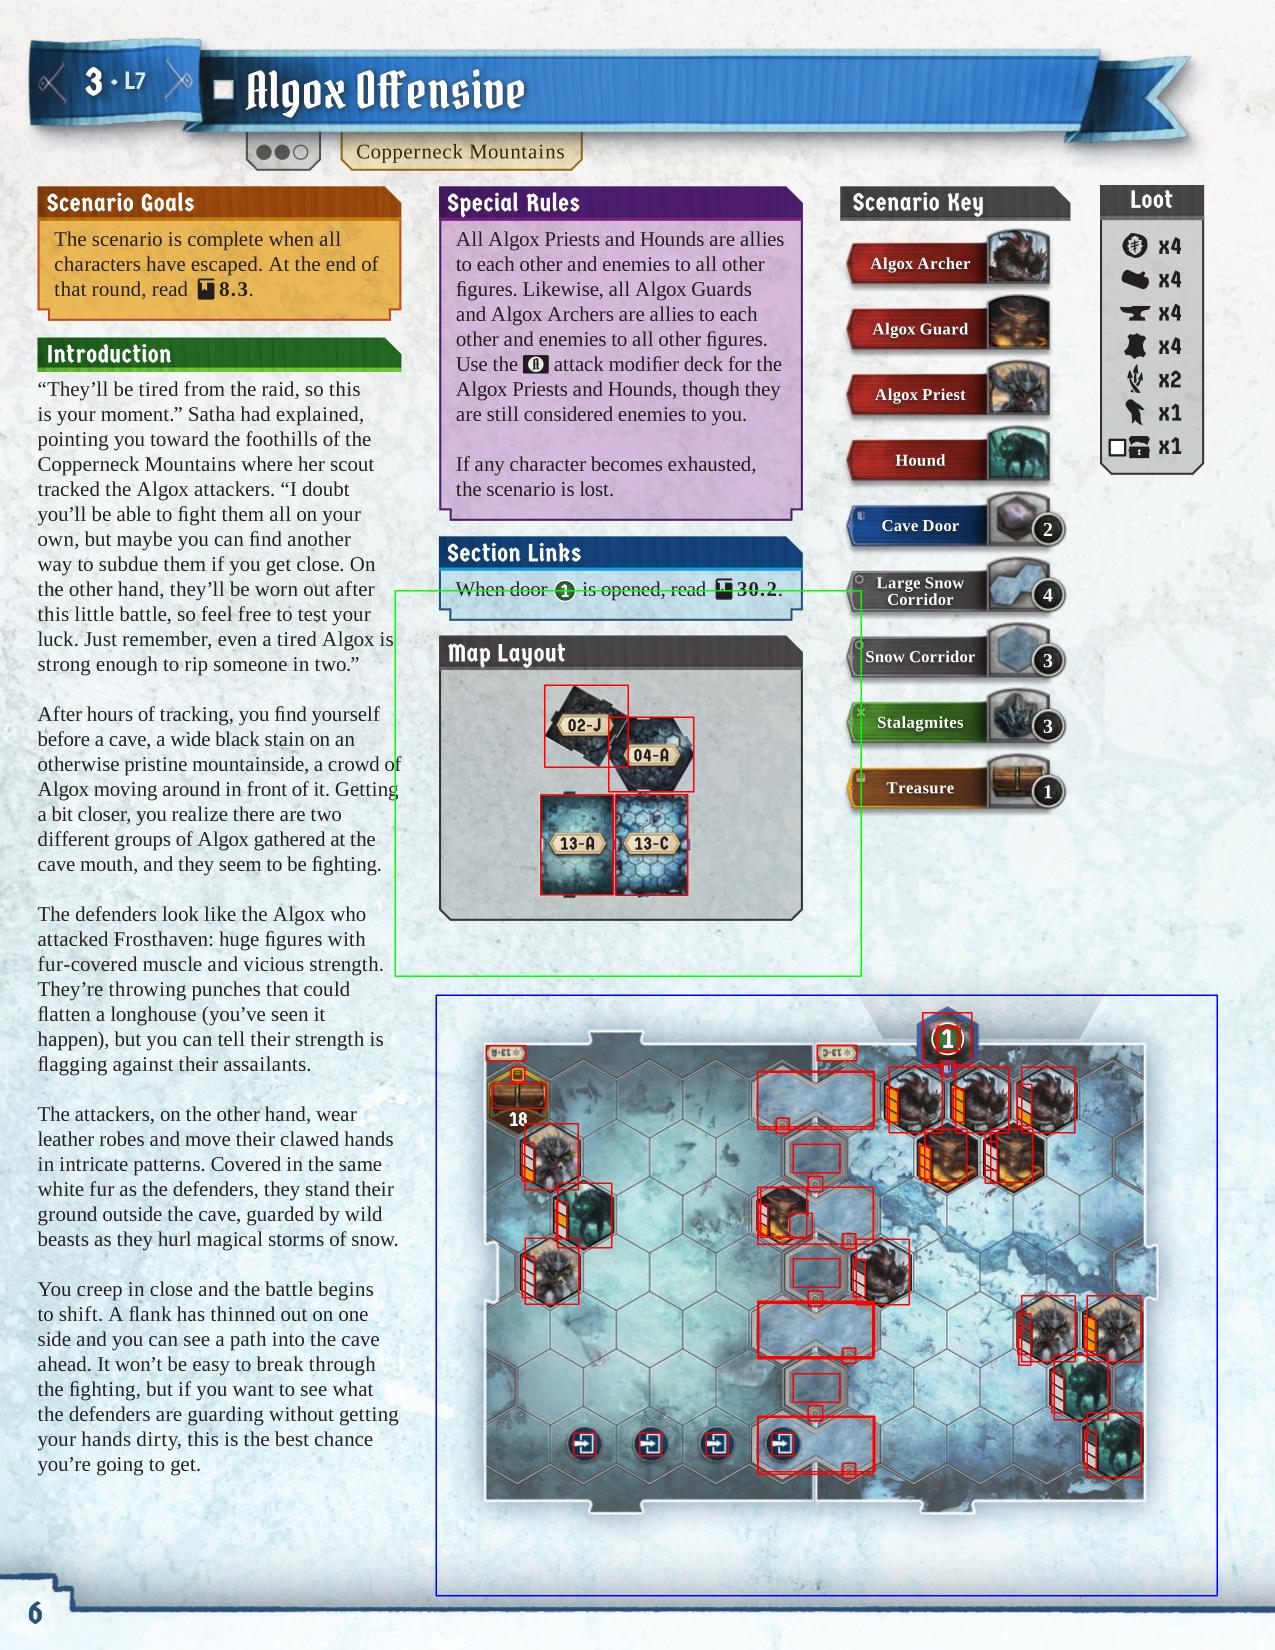 3 • L7
Algox Offensive
Copperneck Mountains
Scenario Goals
The scenario is complete when all
characters have escaped. At the end of
that round, read 8.3.
Introduction
“They’ll be tired from the raid, so this
is your moment.” Satha had explained,
pointing you toward the foothills of the
Copperneck Mountains where her scout
tracked the Algox attackers. “I doubt
you’ll be able to fight them all on your
own, but maybe you can find another
way to subdue them if you get close. On
the other hand, they’ll be worn out after
this little battle, so feel free to test your
luck. Just remember, even a tired Algox is
strong enough to rip someone in two.”
After hours of tracking, you find yourself
before a cave, a wide black stain on an
otherwise pristine mountainside, a crowd of
Algox moving around in front of it. Getting
a bit closer, you realize there are two
different groups of Algox gathered at the
cave mouth, and they seem to be fighting.
The defenders look like the Algox who
attacked Frosthaven: huge figures with
fur-covered muscle and vicious strength.
They’re throwing punches that could
flatten a longhouse (you’ve seen it
happen), but you can tell their strength is
flagging against their assailants.
The attackers, on the other hand, wear
leather robes and move their clawed hands
in intricate patterns. Covered in the same
white fur as the defenders, they stand their
ground outside the cave, guarded by wild
beasts as they hurl magical storms of snow.
You creep in close and the battle begins
to shift. A flank has thinned out on one
side and you can see a path into the cave
ahead. It won’t be easy to break through
the fighting, but if you want to see what
the defenders are guarding without getting
your hands dirty, this is the best chance
you’re going to get.
Special Rules
All Algox Priests and Hounds are allies
to each other and enemies to all other
figures. Likewise, all Algox Guards
and Algox Archers are allies to each
other and enemies to all other figures.
Use the A attack modifier deck for the
Algox Priests and Hounds, though they
are still considered enemies to you.
If any character becomes exhausted,
the scenario is lost.
Section Links
When door 1 is opened, read 30.2.
Map Layout
02-J
04-A
13-A
13-C
Scenario Key
Algox Archer
Algox Guard
Algox Priest
Hound
Cave Door 2
Large Snow
Corridor 4
Snow Corridor 3
Stalagmites 3
Treasure 1
Loot
x4
x4
x4
x4
x2
x1
x1
13-A
13-C
1
18
6